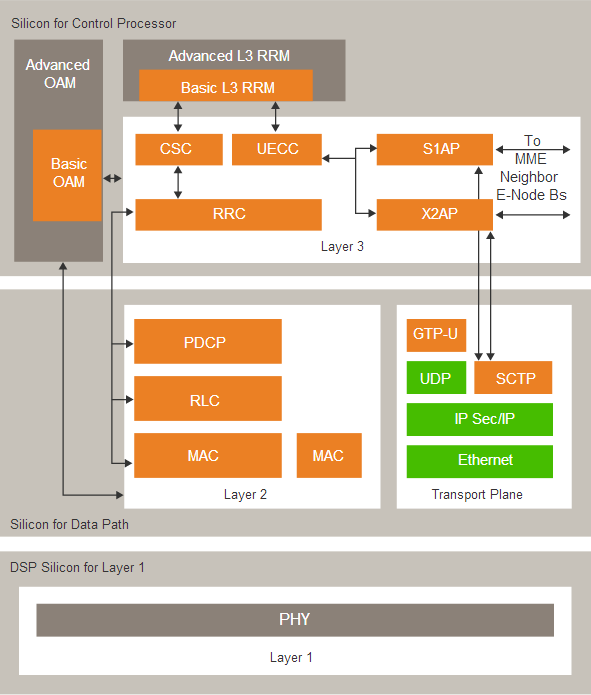 Silicon for Control Processor
Advanced
OAM
Basic
OAM
Advanced L3 RRM
Basic L3 RRM
CSC
UECC
S1AP
To
MME
Neighbor
E-Node Bs
RRC
X2AP
Layer 3
PDCP
RLC
MAC
MAC
Layer 2
GTP-U
UDP
SCTP
IP Sec/IP
Ethernet
Transport Plane
Silicon for Data Path
DSP Silicon for Layer 1
PHY
Layer 1